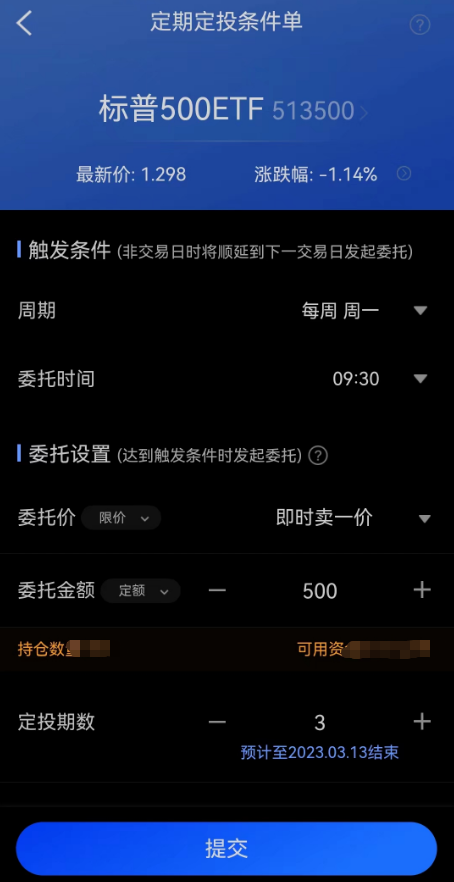 定期定投条件单
标普500ETF 513500
最新价: 1.298 涨跌幅: -1.14%
触发条件 (非交易日时将顺延到下一交易日发起委托)
周期 每周 周一
委托时间 09:30
委托设置 (达到触发条件时发起委托)
委托价 限价 即时卖一价
委托金额 定额 500
持仓数 可用资
定投期数 3
预计至2023.03.13结束
提交